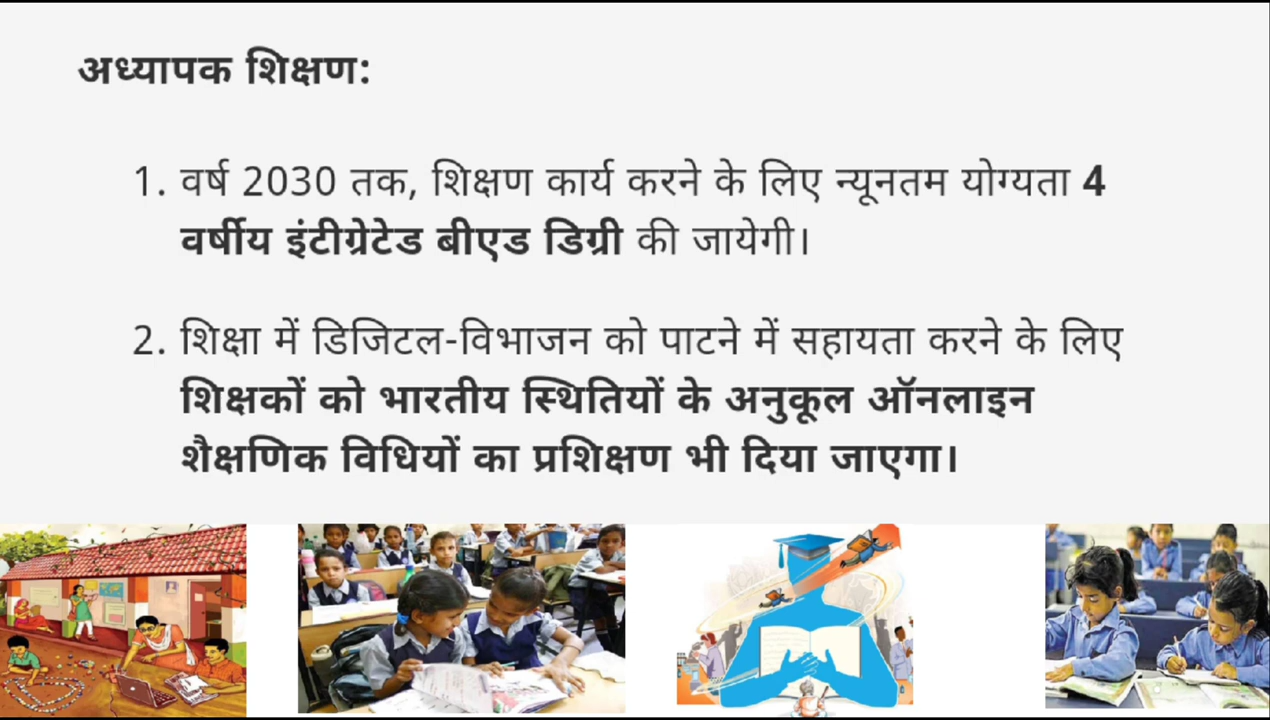 अध्यापक शिक्षण:
1. वर्ष 2030 तक, शिक्षण कार्य करने के लिए न्यूनतम योग्यता 4
वर्षीय इंटीग्रेटेड बीएड डिग्री की जायेगी।
2. शिक्षा में डिजिटल-विभाजन को पाटने में सहायता करने के लिए
शिक्षकों को भारतीय स्थितियों के अनुकूल ऑनलाइन
शैक्षणिक विधियों का प्रशिक्षण भी दिया जाएगा।